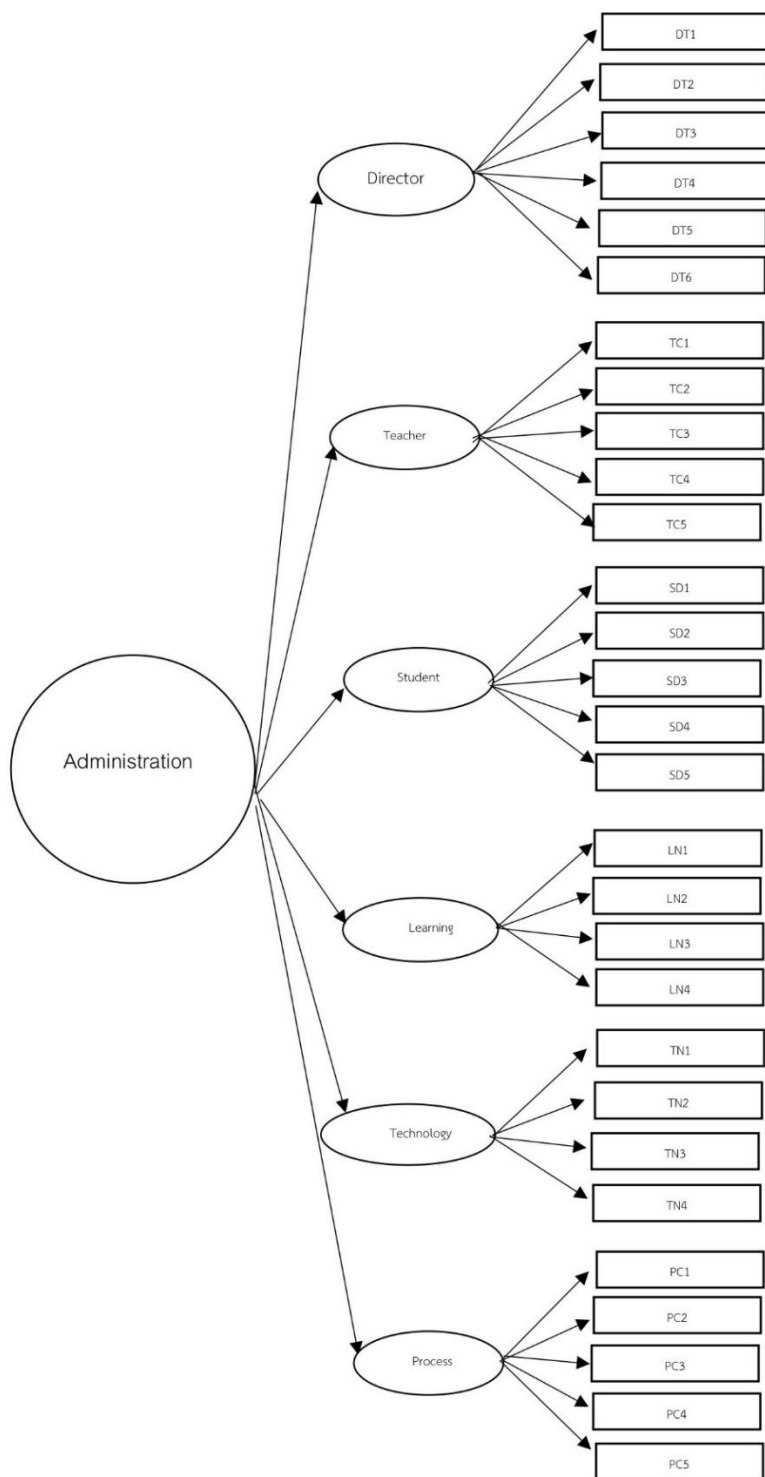 Administration
Director
DT1
DT2
DT3
DT4
DT5
DT6
Teacher
TC1
TC2
TC3
TC4
TC5
Student
SD1
SD2
SD3
SD4
SD5
Learning
LN1
LN2
LN3
LN4
Technology
TN1
TN2
TN3
TN4
Process
PC1
PC2
PC3
PC4
PC5